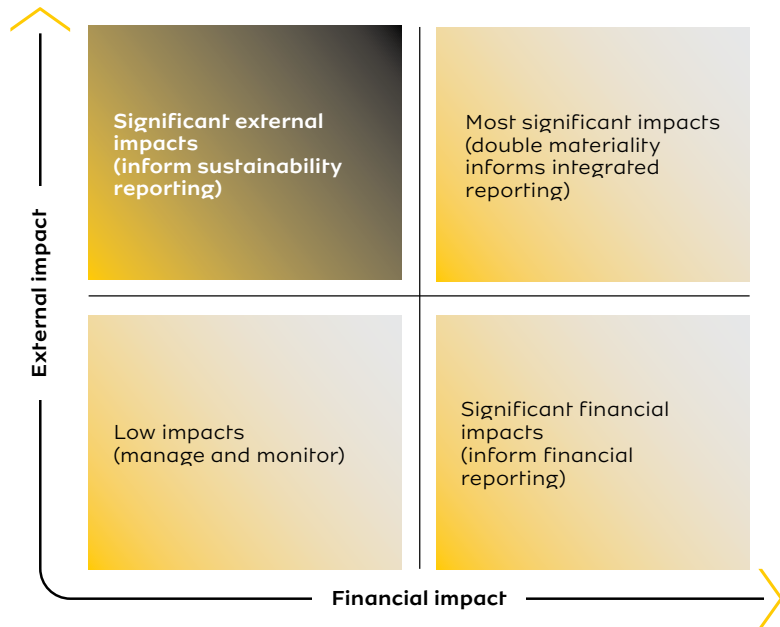 Significant external
impacts
(inform sustainability
reporting)
Most significant impacts
(double materiality
informs integrated
reporting)
External impact
Low impacts
(manage and monitor)
Significant financial
impacts
(inform financial
reporting)
Financial impact